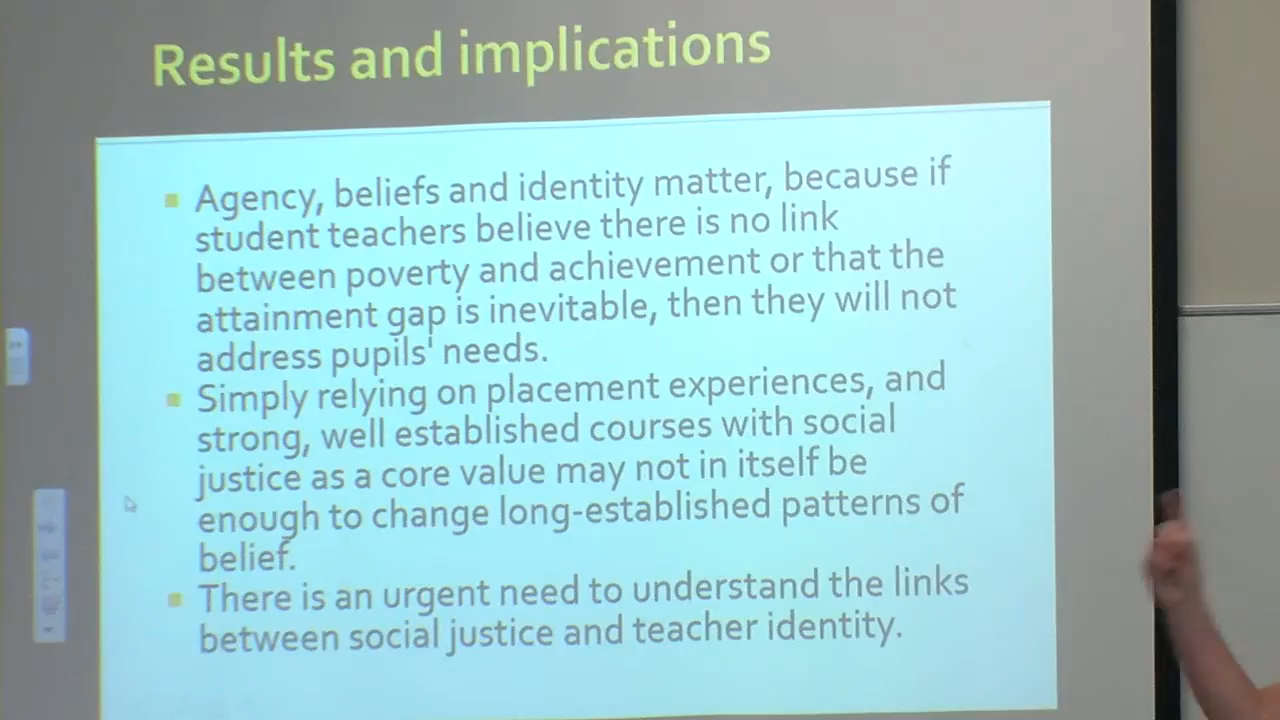 Results and implications
Agency, beliefs and identity matter, because if
student teachers believe there is no link
between poverty and achievement or that the
attainment gap is inevitable, then they will not
address pupils' needs.
Simply relying on placement experiences, and
strong, well established courses with social
justice as a core value may not in itself be
enough to change long-established patterns of
belief.
There is an urgent need to understand the links
between social justice and teacher identity.